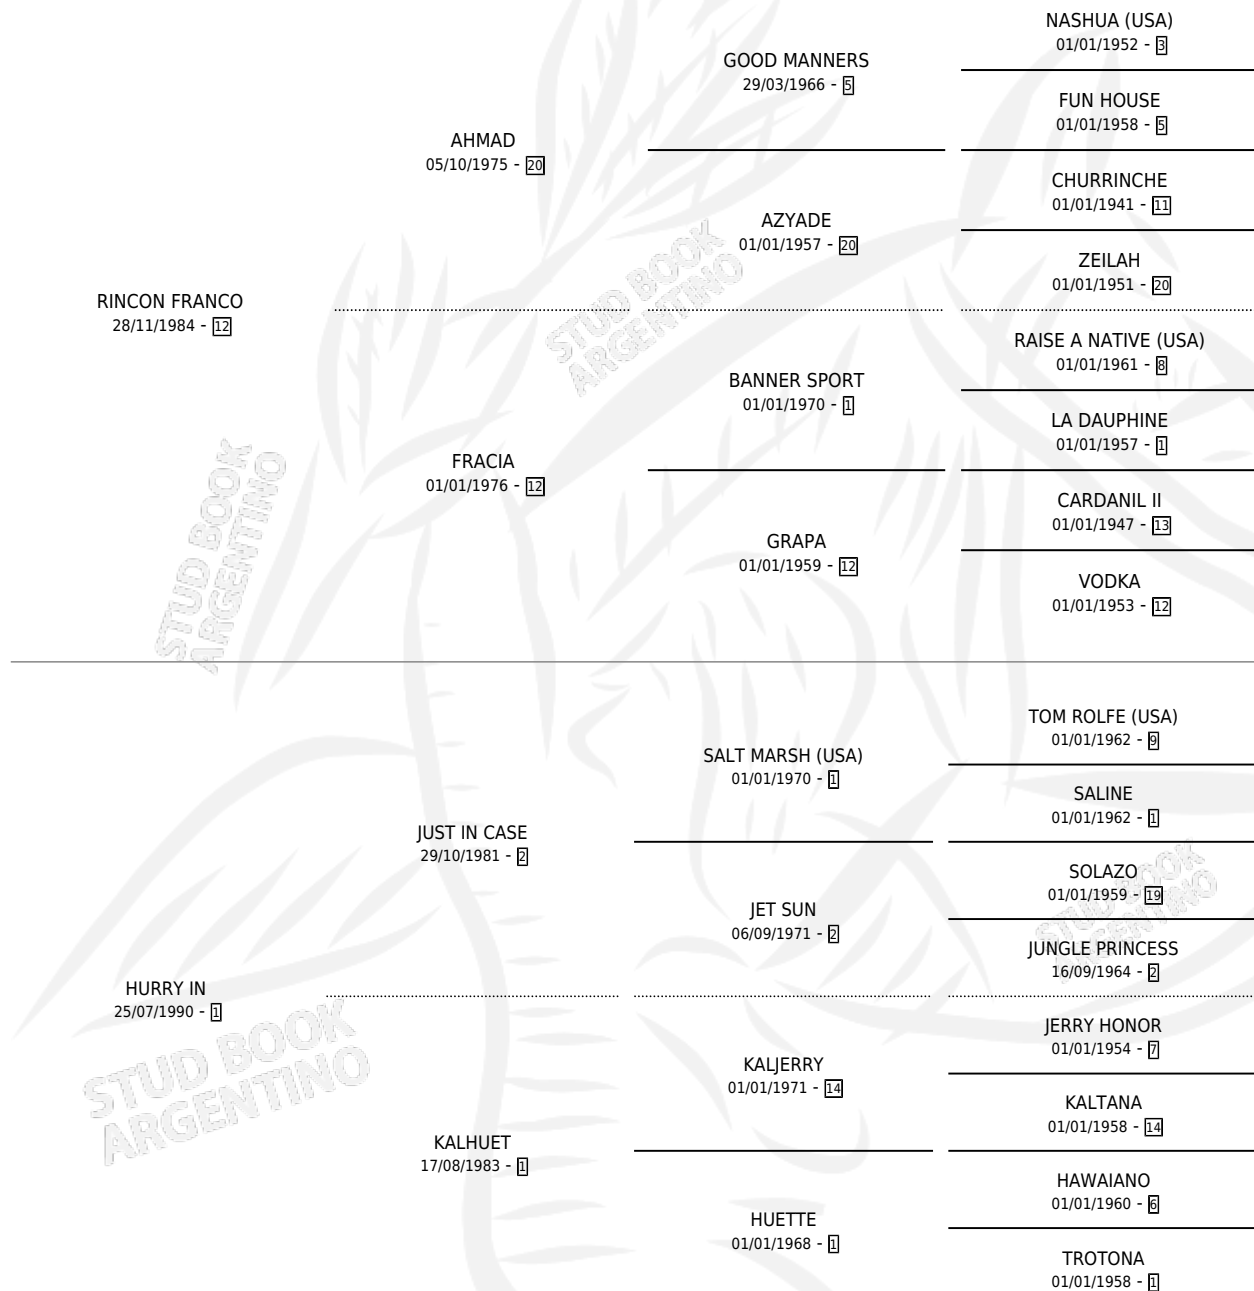 NASHUA (USA)
01/01/1952 - 3
GOOD MANNERS
29/03/1966 - 5
FUN HOUSE
01/01/1958 - 5
AHMAD
05/10/1975 - 20
CHURRINCHE
01/01/1941 - 11
AZYADE
01/01/1957 - 20
ZEILAH
01/01/1951 - 20
RINCON FRANCO
28/11/1984 - 12
RAISE A NATIVE (USA)
01/01/1961 - 8
BANNER SPORT
01/01/1970 - 1
LA DAUPHINE
01/01/1957 - 1
FRACIA
01/01/1976 - 12
CARDANIL II
01/01/1947 - 13
GRAPA
01/01/1959 - 12
VODKA
01/01/1953 - 12
STUD BOOK
ARGENTINO
STUD BOOK
ARGENTINO
TOM ROLFE (USA)
01/01/1962 - 9
SALT MARSH (USA)
01/01/1970 - 1
SALINE
01/01/1962 - 1
JUST IN CASE
29/10/1981 - 2
SOLAZO
01/01/1959 - 19
JET SUN
06/09/1971 - 2
JUNGLE PRINCESS
16/09/1964 - 2
HURRY IN
25/07/1990 - 1
JERRY HONOR
01/01/1954 - 7
KALJERRY
01/01/1971 - 14
KALTANA
01/01/1958 - 14
KALHUET
17/08/1983 - 1
HAWAIANO
01/01/1960 - 6
HUETTE
01/01/1968 - 1
TROTONA
01/01/1958 - 1
STUD BOOK
ARGENTINO
STUD BOOK
ARGENTINO